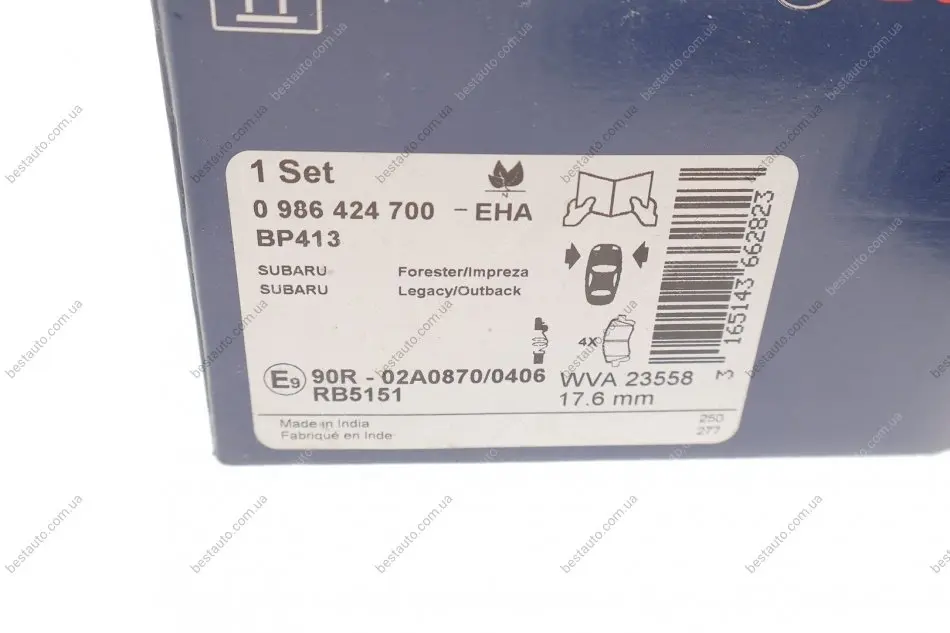 1 Set
0 986 424 700 - EHA
BP413
SUBARU Forester/Impreza
SUBARU Legacy/Outback
4X
E9 90R - 02A0870/0406
RB5151
WVA 23558
17.6 mm
Made in India
Fabriqué en Inde
250
277
3 165143 662823
bestauto.com.ua